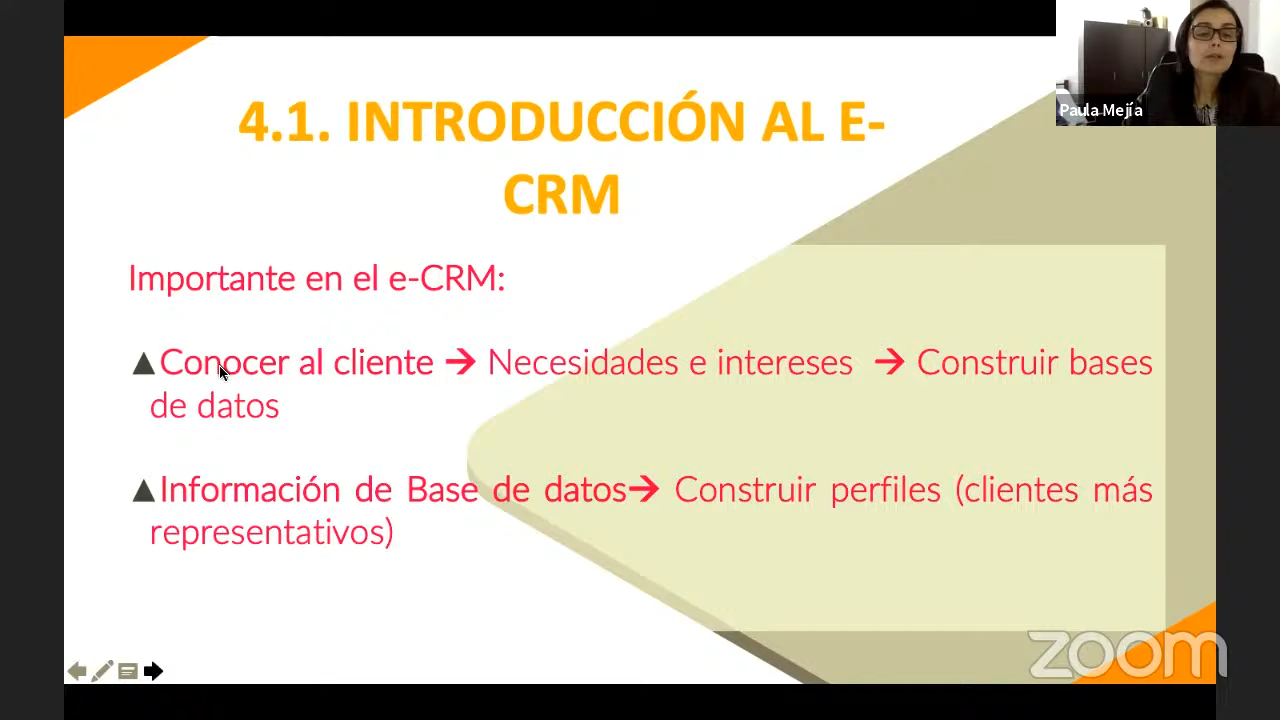 Paula Mejía
4.1. INTRODUCCIÓN AL E-
CRM
Importante en el e-CRM:
▲Conocer al cliente → Necesidades e intereses → Construir bases
de datos
▲Información de Base de datos→ Construir perfiles (clientes más
representativos)
zoom